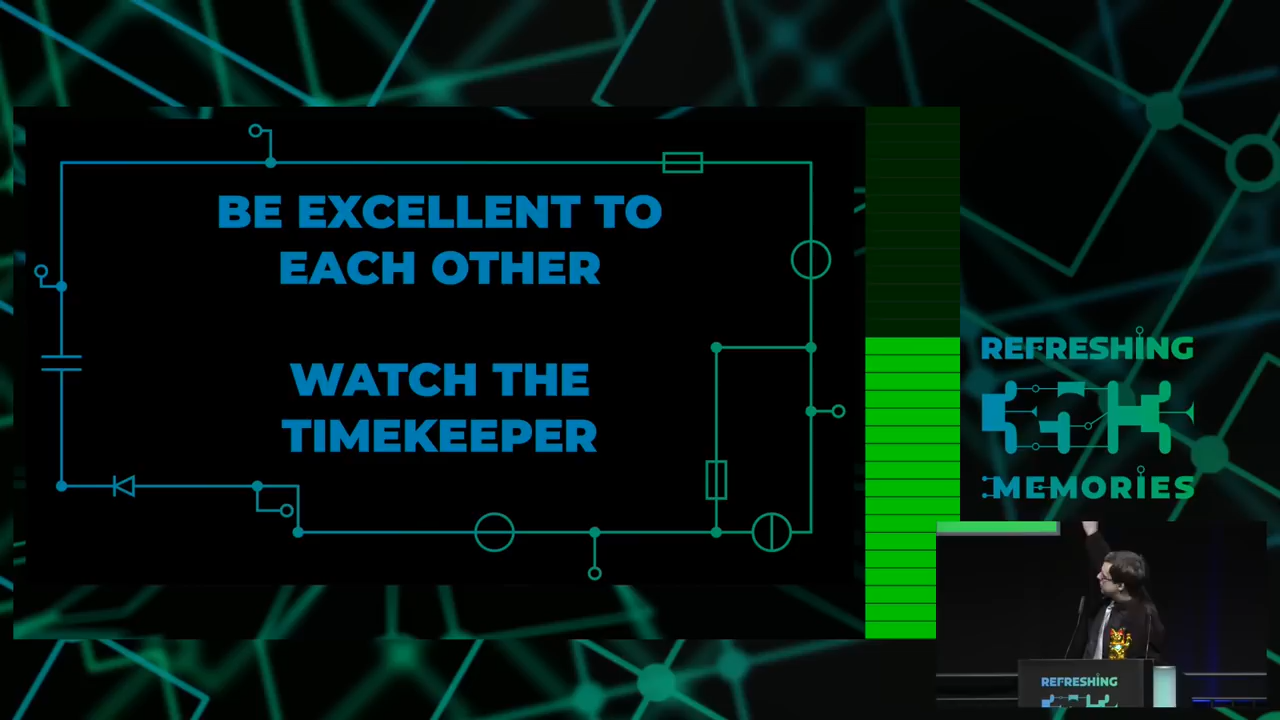 BE EXCELLENT TO
EACH OTHER
WATCH THE
TIMEKEEPER
REFRESHING
MEMORIES
REFRESHING